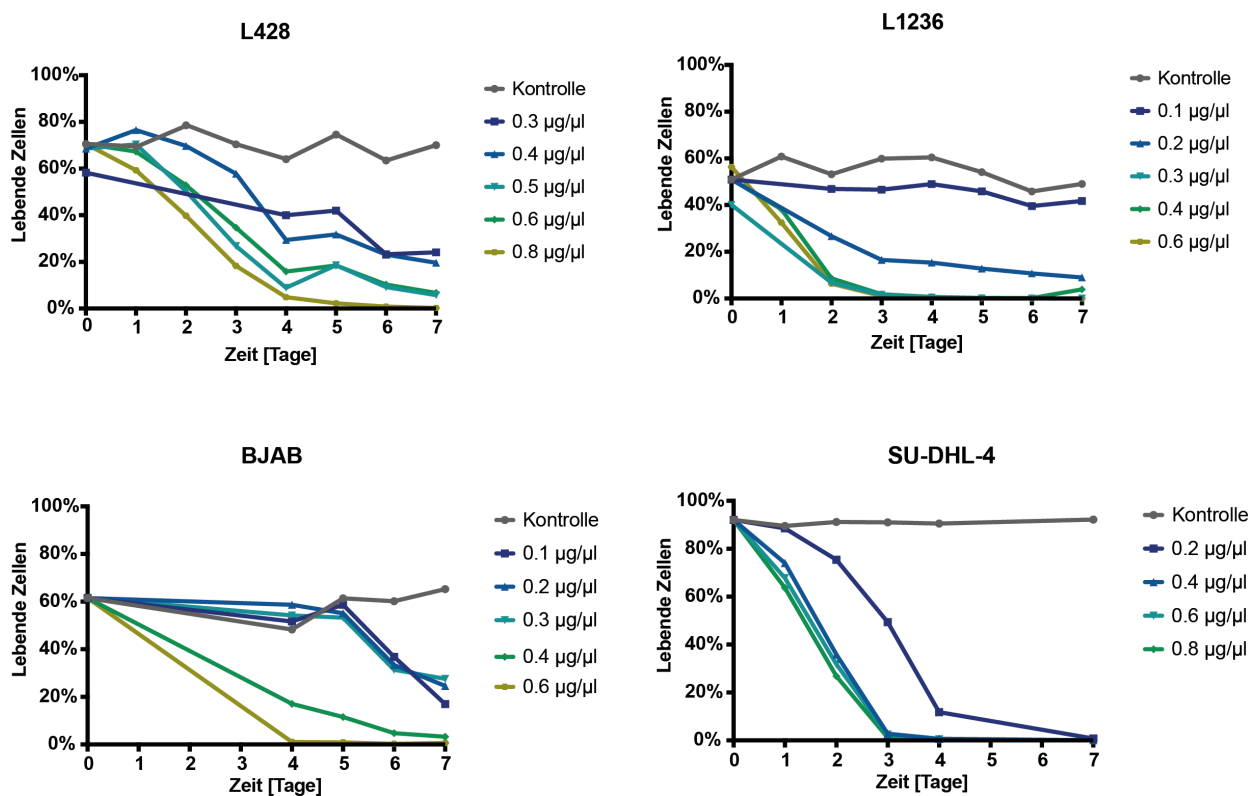 L428
100%
80%
60%
40%
20%
0%
Lebende Zellen
0 1 2 3 4 5 6 7
Zeit [Tage]
Kontrolle
0.3 µg/µl
0.4 µg/µl
0.5 µg/µl
0.6 µg/µl
0.8 µg/µl
L1236
100%
80%
60%
40%
20%
0%
Lebende Zellen
0 1 2 3 4 5 6 7
Zeit [Tage]
Kontrolle
0.1 µg/µl
0.2 µg/µl
0.3 µg/µl
0.4 µg/µl
0.6 µg/µl
BJAB
100%
80%
60%
40%
20%
0%
Lebende Zellen
0 1 2 3 4 5 6 7
Zeit [Tage]
Kontrolle
0.1 µg/µl
0.2 µg/µl
0.3 µg/µl
0.4 µg/µl
0.6 µg/µl
SU-DHL-4
100%
80%
60%
40%
20%
0%
Lebende Zellen
0 1 2 3 4 5 6 7
Zeit [Tage]
Kontrolle
0.2 µg/µl
0.4 µg/µl
0.6 µg/µl
0.8 µg/µl